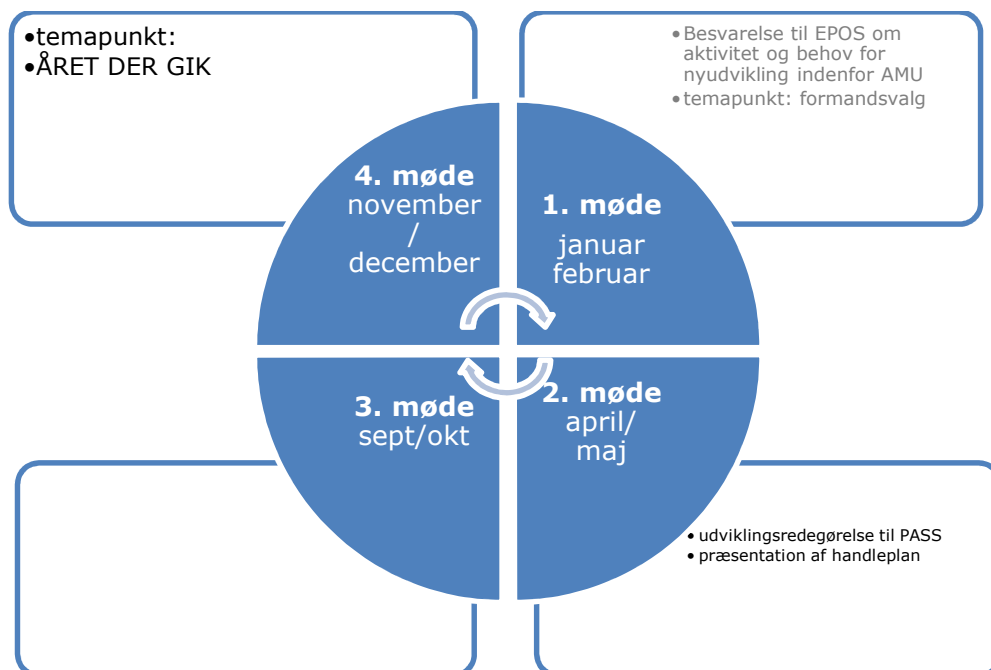 •temapunkt:
•ÅRET DER GIK
•Besvarelse til EPOS om
aktivitet og behov for
nyudvikling indenfor AMU
•temapunkt: formandsvalg
4. møde
november
/
december
1. møde
januar
februar
3. møde
sept/okt
2. møde
april/
maj
•udviklingsredegørelse til PASS
•præsentation af handleplan